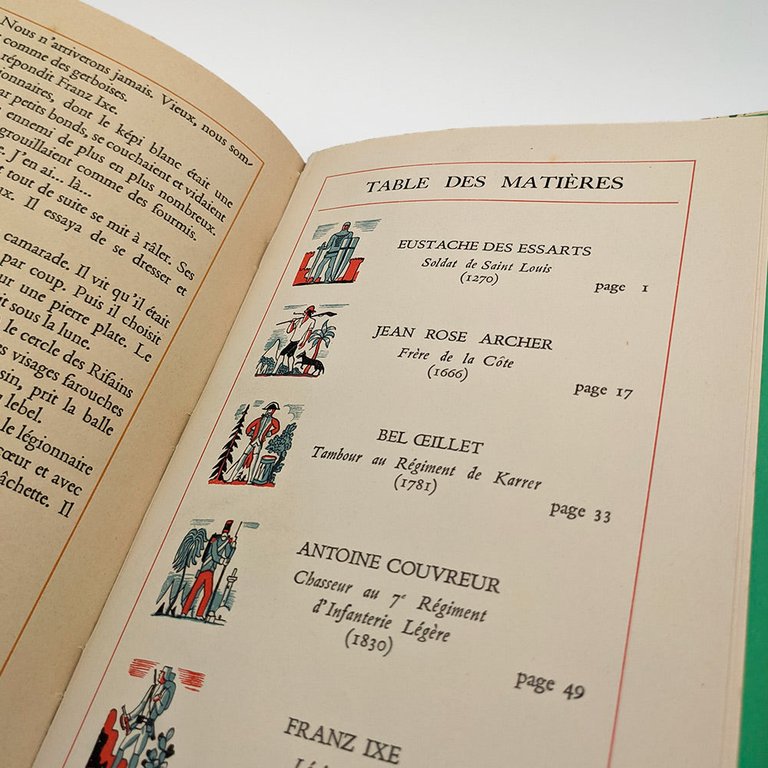 Nous n'arriverons jamais. Vieux, nous som-
comme des gerboises.
répondit Franz Ixe.
ionnaires, dont le képi blanc était une
ar petits bonds, se couchaient et vidaient
ennemi de plus en plus nombreux.
grouillaient comme des fourmis.
J'en ai... là...
tout de suite se mit à râler. Ses
ux. Il essaya de se dresser et
camarade. Il vit qu'il était
par coup. Puis il choisit
ur une pierre plate. Le
it sous la lune.
le cercle des Rifains
es visages farouches
sin, prit la balle
lebel.
le légionnaire
cœur et avec
âchette. Il
TABLE DES MATIÈRES
EUSTACHE DES ESSARTS
Soldat de Saint Louis
(1270)
page 1
JEAN ROSE ARCHER
Frère de la Côte
(1666)
page 17
BEL ŒILLET
Tambour au Régiment de Karrer
(1781)
page 33
ANTOINE COUVREUR
Chasseur au 7e Régiment
d'Infanterie Légère
(1830)
page 49
FRANZ IXE